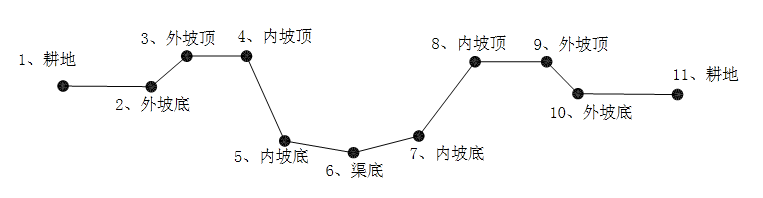 1、耕地
2、外坡底
3、外坡顶
4、内坡顶
5、内坡底
6、渠底
7、内坡底
8、内坡顶
9、外坡顶
10、外坡底
11、耕地